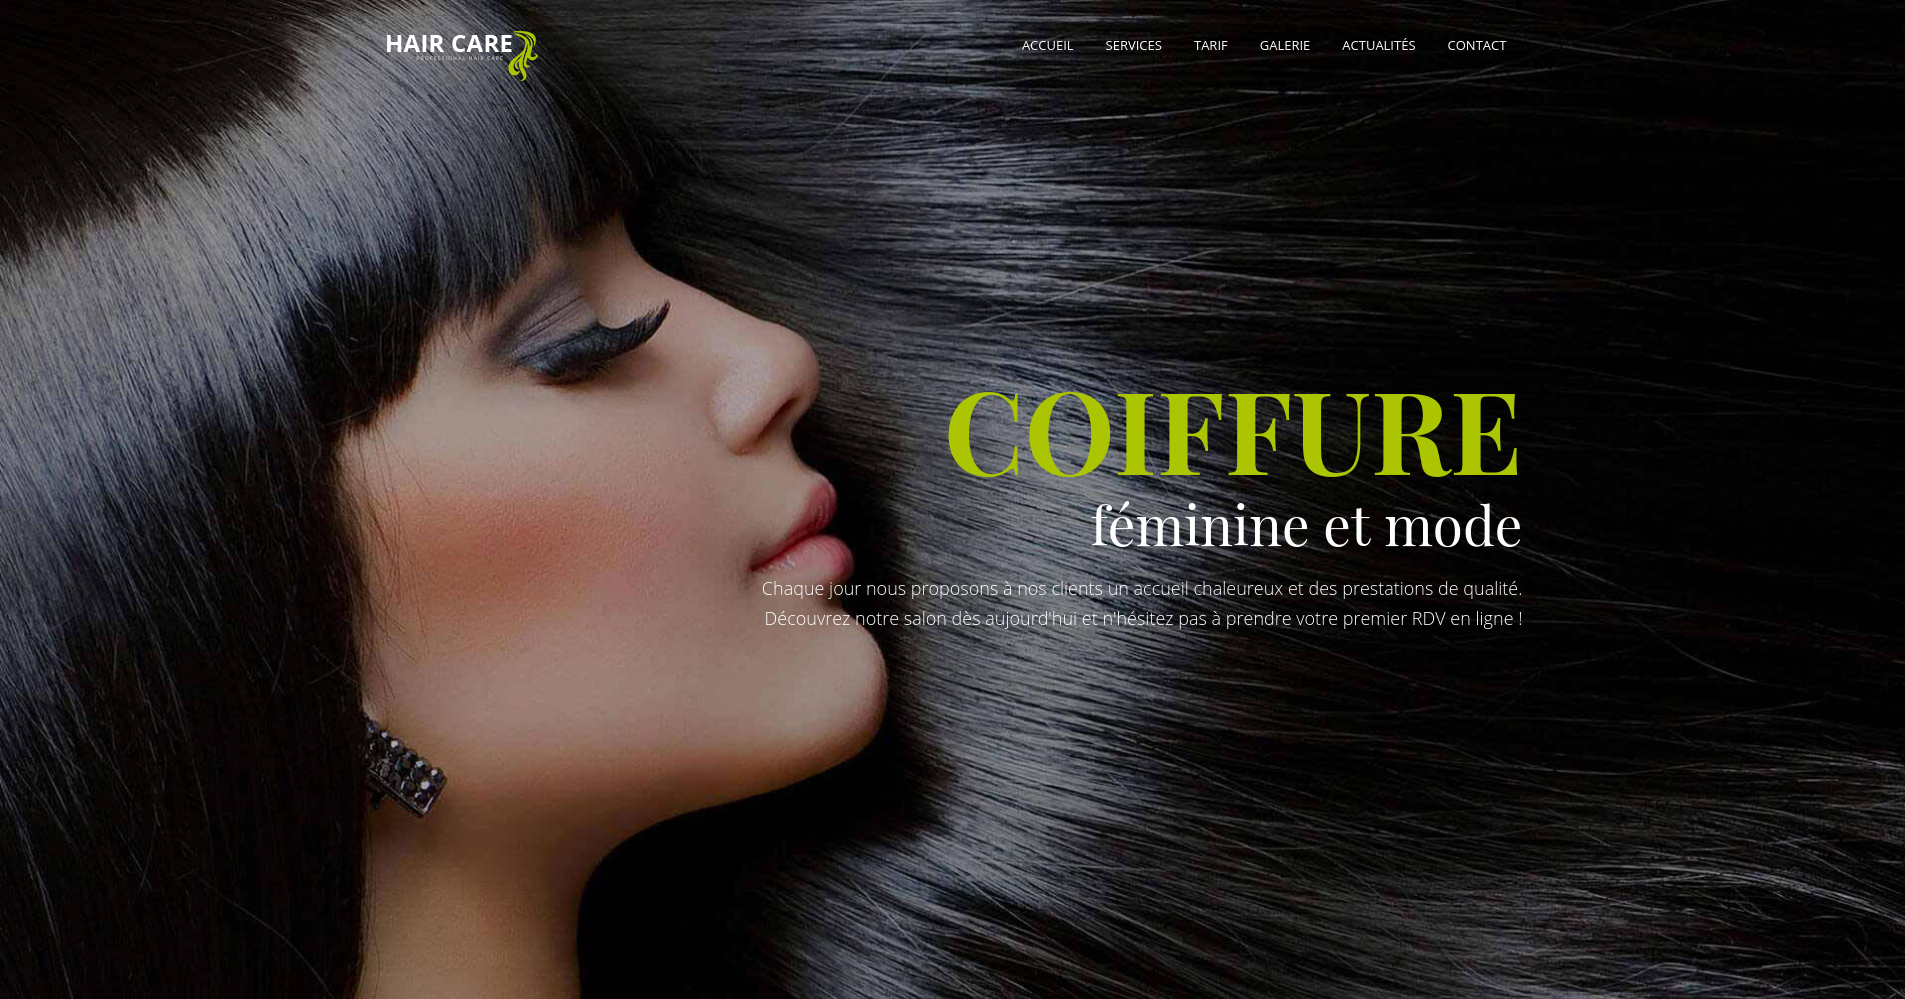 HAIR CARE
PROFESSIONAL HAIR CARE
ACCUEIL SERVICES TARIF GALERIE ACTUALITÉS CONTACT
COIFFURE
féminine et mode
Chaque jour nous proposons à nos clients un accueil chaleureux et des prestations de qualité.
Découvrez notre salon dès aujourd'hui et n'hésitez pas à prendre votre premier RDV en ligne !